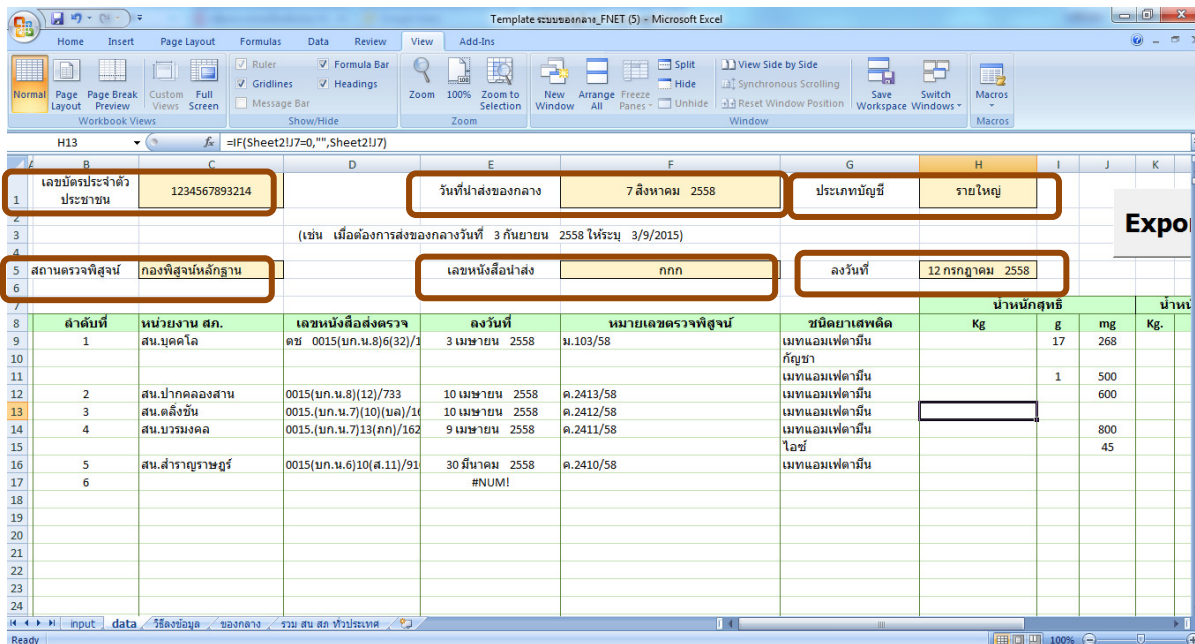 Template ระบบของกลาง_FNET (5) - Microsoft Excel
Home Insert Page Layout Formulas Data Review View Add-Ins
Normal Page Layout Page Break Preview Custom Views Full Screen
Workbook Views
Ruler Formula Bar
Gridlines Headings
Message Bar
Show/Hide
Zoom 100% Zoom to Selection
Zoom
New Window Arrange All Freeze Panes Split Hide Unhide
View Side by Side
Synchronous Scrolling
Reset Window Position
Save Workspace Switch Windows
Window
Macros
Macros
H13 fx =IF(Sheet2!J7=0,"",Sheet2!J7)
A B C D E F G H I J K
1 เลขบัตรประจำตัวประชาชน 1234567893214 วันที่นำส่งของกลาง 7 สิงหาคม 2558 ประเภทบัญชี รายใหญ่
2
3 (เช่น เมื่อต้องการส่งของกลางวันที่ 3 กันยายน 2558 ให้ระบุ 3/9/2015)
Expo
4
5 สถานตรวจพิสูจน์ กองพิสูจน์หลักฐาน เลขหนังสือนำส่ง กกก ลงวันที่ 12 กรกฎาคม 2558
6
7 น้ำหนักสุทธิ
8 ลำดับที่ หน่วยงาน สภ. เลขหนังสือส่งตรวจ ลงวันที่ หมายเลขตรวจพิสูจน์ ชนิดยาเสพติด Kg g mg Kg.
9 1 สน.บุคคโล ตช 0015(บก.น.8)6(32)/1 3 เมษายน 2558 ม.103/58 เมทแอมเฟตามีน 17 268
10 กัญชา
11 เมทแอมเฟตามีน 1 500
12 2 สน.ปากคลองสาน 0015(บก.น.8)(12)/733 10 เมษายน 2558 ค.2413/58 เมทแอมเฟตามีน 600
13 3 สน.ตลิ่งชัน 0015.(บก.น.7)(10)(บล)/16 10 เมษายน 2558 ค.2412/58 เมทแอมเฟตามีน
14 4 สน.บวรมงคล 0015.(บก.น.7)13(ภก)/162 9 เมษายน 2558 ค.2411/58 เมทแอมเฟตามีน 800
15 ไอซ์ 45
16 5 สน.สำราญราษฎร์ 0015(บก.น.6)10(ส.11)/91 30 มีนาคม 2558 ค.2410/58 เมทแอมเฟตามีน
17 6 #NUM!
18
19
20
21
22
23
24
input data วิธีลงข้อมูล ของกลาง รวม สน สภ ทั่วประเทศ
Ready 100%